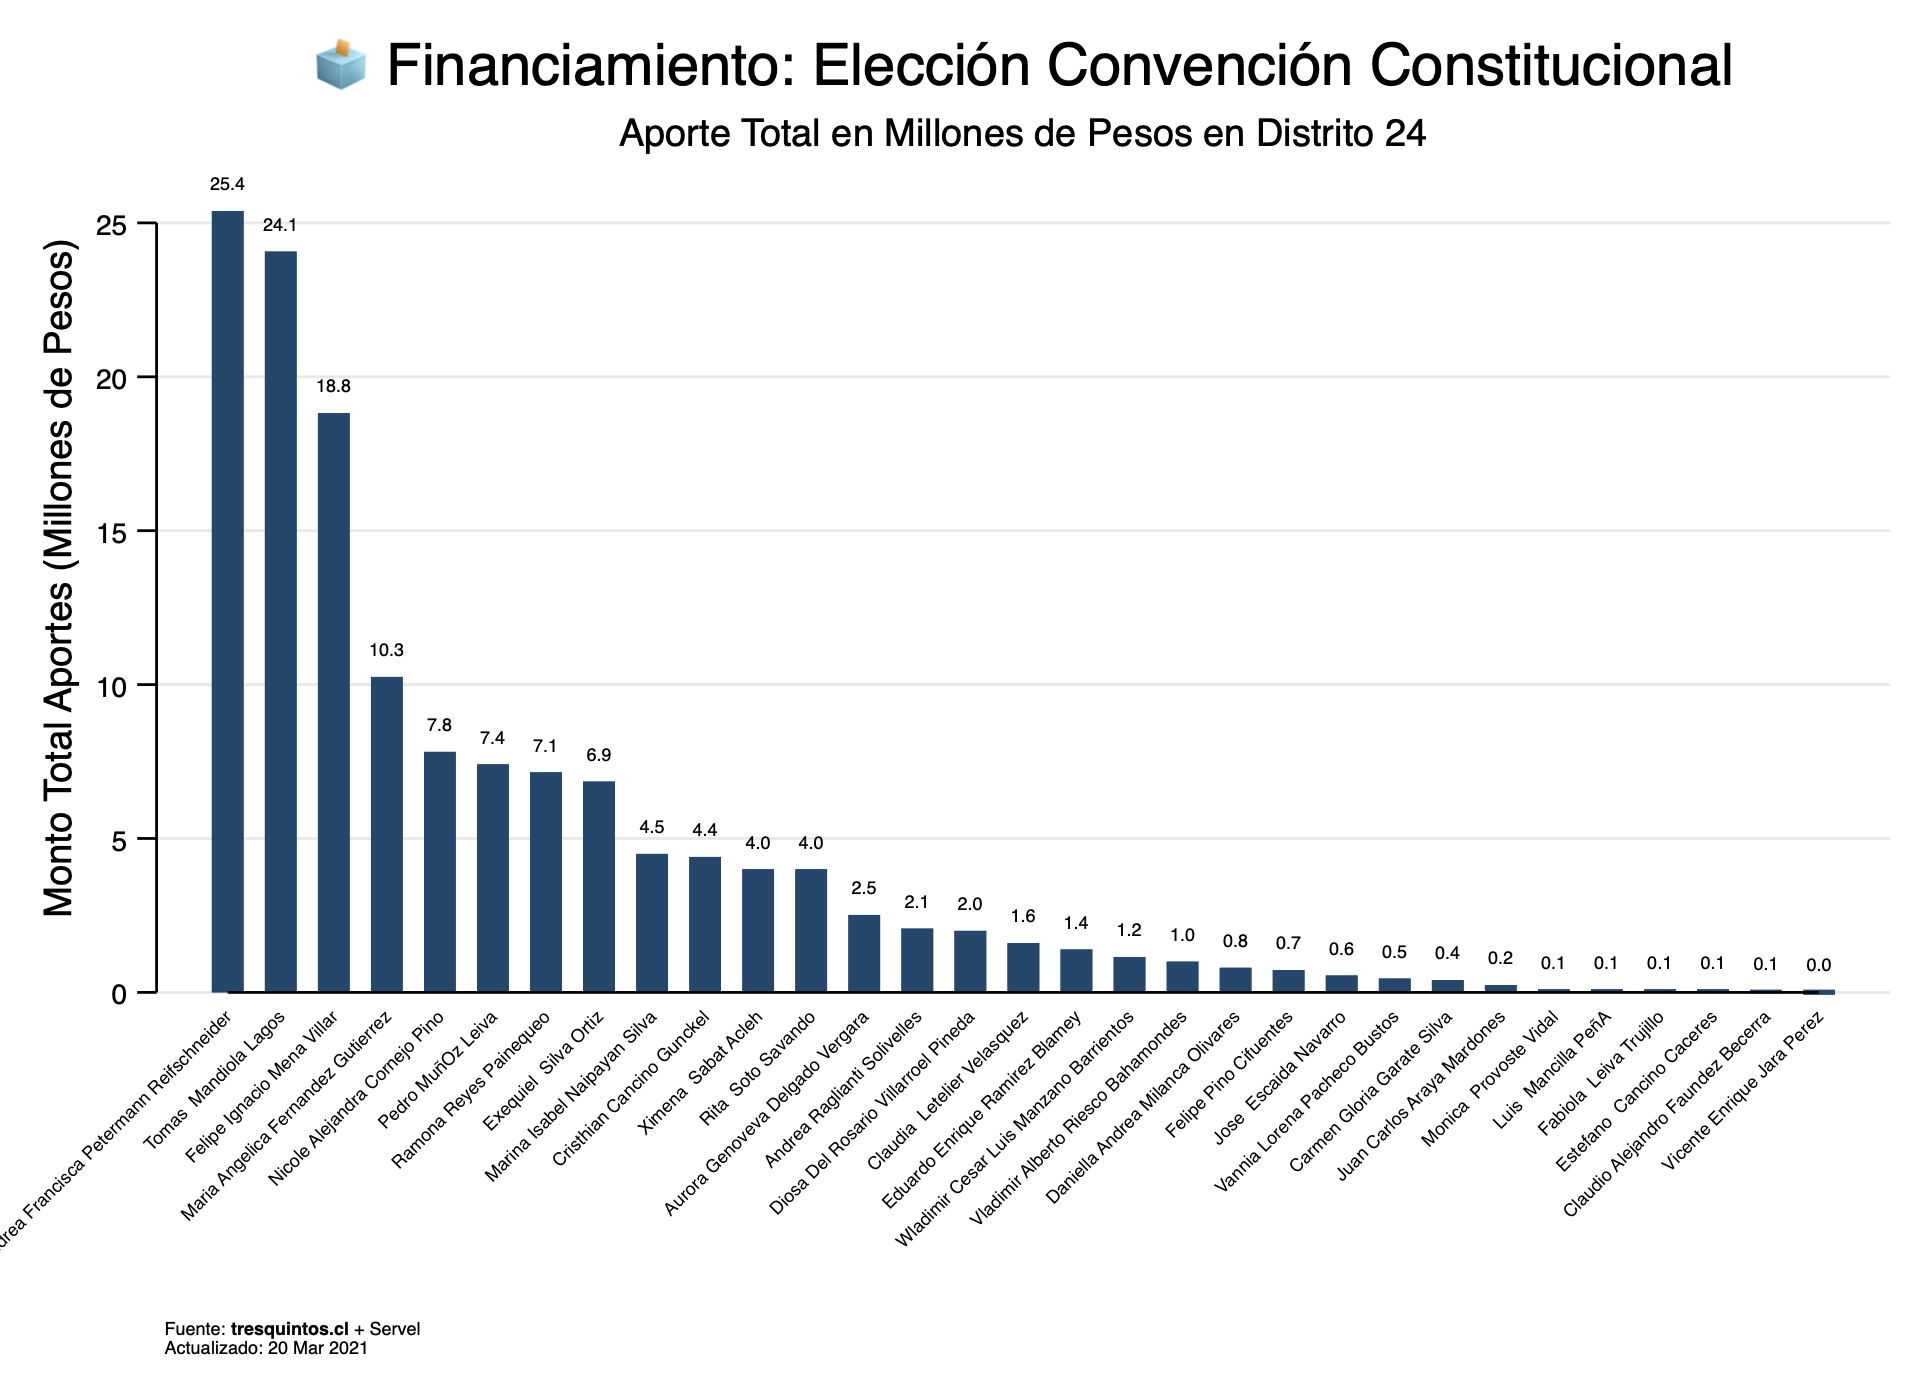 Financiamiento: Elección Convención Constitucional
Aporte Total en Millones de Pesos en Distrito 24
Monto Total Aportes (Millones de Pesos)
25
20
15
10
5
0
25.4
24.1
18.8
10.3
7.8
7.4
7.1
6.9
4.5
4.4
4.0
4.0
2.5
2.1
2.0
1.6
1.4
1.2
1.0
0.8
0.7
0.6
0.5
0.4
0.2
0.1
0.1
0.1
0.1
0.1
0.0
Francisca Petermann Reifschneider
Tomas Mandiola Lagos
Felipe Ignacio Mena Villar
Maria Angelica Fernandez Gutierrez
Nicole Alejandra Cornejo Pino
Pedro MuñOz Leiva
Ramona Reyes Painequeo
Exequiel Silva Ortiz
Marina Isabel Naipayan Silva
Cristhian Cancino Gunckel
Ximena Sabat Acleh
Rita Soto Savando
Aurora Genoveva Delgado Vergara
Andrea Raglianti Solivelles
Diosa Del Rosario Villarroel Pineda
Claudia Letelier Velasquez
Eduardo Enrique Ramirez Blamey
Wladimir Cesar Luis Manzano Barrientos
Vladimir Alberto Riesco Bahamondes
Daniella Andrea Milanca Olivares
Felipe Pino Cifuentes
Jose Escaida Navarro
Vannia Lorena Pacheco Bustos
Carmen Gloria Garate Silva
Juan Carlos Araya Mardones
Monica Provoste Vidal
Luis Mancilla PeñA
Fabiola Leiva Trujillo
Estefano Cancino Caceres
Claudio Alejandro Faundez Becerra
Vicente Enrique Jara Perez
Fuente: tresquintos.cl + Servel
Actualizado: 20 Mar 2021